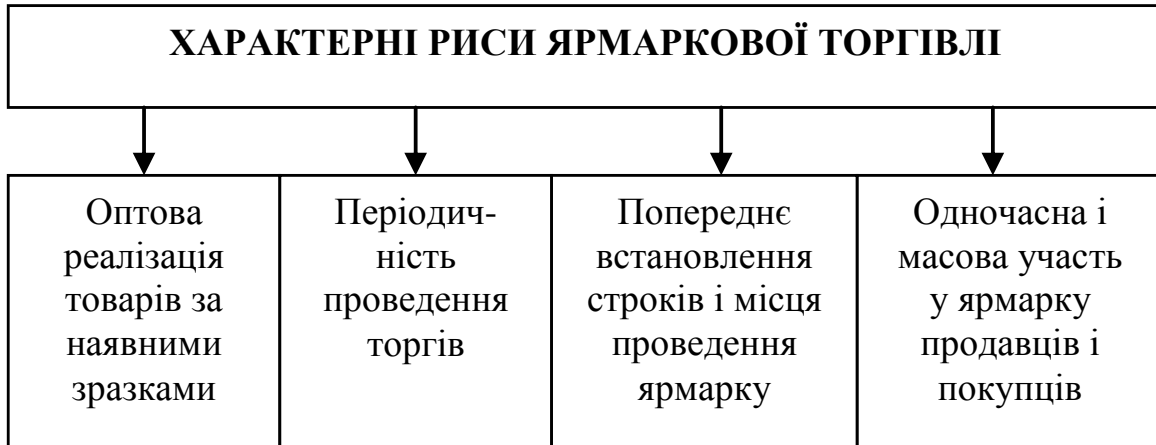 ХАРАКТЕРНІ РИСИ ЯРМАРКОВОЇ ТОРГІВЛІ
Оптова
реалізація
товарів за
наявними
зразками
Періодич-
ність
проведення
торгів
Попереднє
встановлення
строків і місця
проведення
ярмарку
Одночасна і
масова участь
у ярмарку
продавців і
покупців